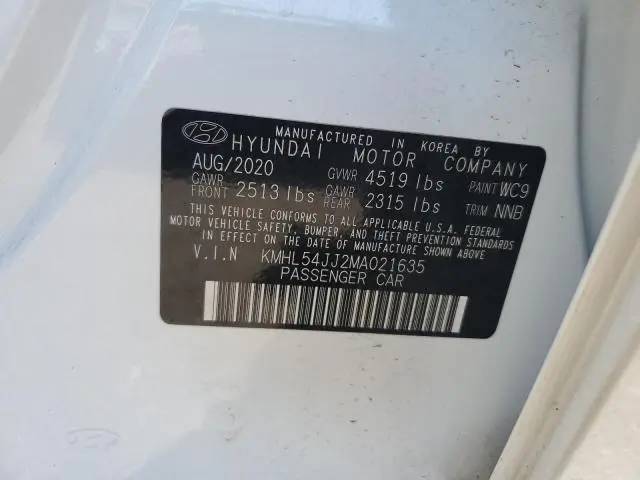 MANUFACTURED IN KOREA BY
HYUNDAI MOTOR COMPANY
AUG/2020 GVWR 4519 lbs PAINT WC9
GAWR FRONT 2513 lbs GAWR REAR 2315 lbs TRIM NNB
THIS VEHICLE CONFORMS TO ALL APPLICABLE U.S.A. FEDERAL
MOTOR VEHICLE SAFETY, BUMPER, AND THEFT PREVENTION STANDARDS
IN EFFECT ON THE DATE OF MANUFACTURE SHOWN ABOVE
V.I.N KMHL54JJ2MA021635
PASSENGER CAR